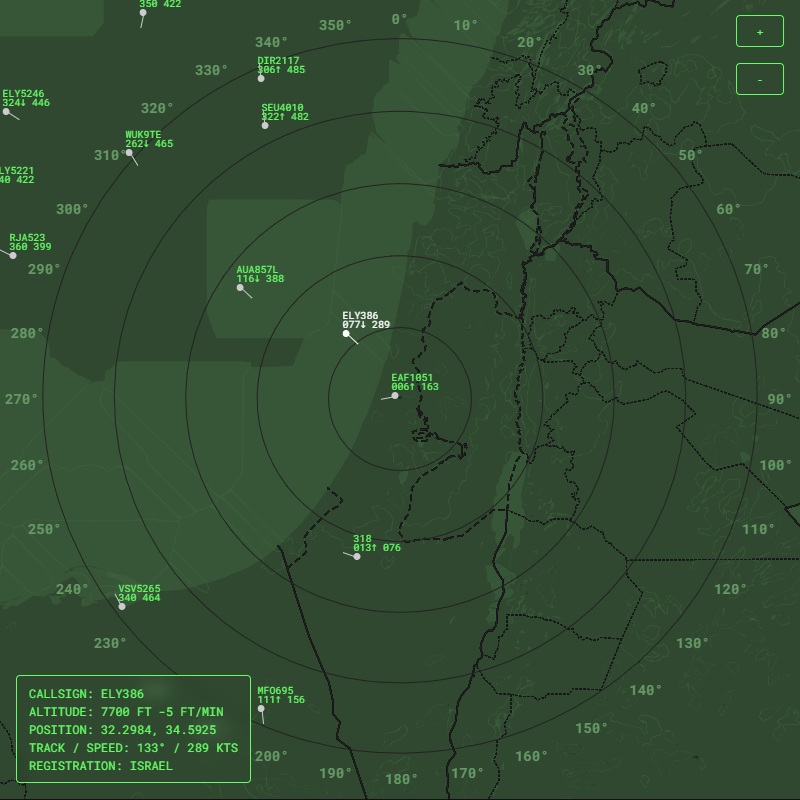 350 422
350° 0° 10°
340° 20°
DIR2117
306↑ 485
330° 30°
+
-
ELY5246
324↓ 446
320° 40°
SEU4010
322↑ 482
WUK9TE
262↓ 465
310° 50°
LY5221
40 422
300° 60°
RJA523
360 399
290° 70°
AUA857L
116↓ 388
ELY386
077↓ 289
280° 80°
EAF1051
006↑ 163
270° 90°
260° 100°
250° 110°
318
013↑ 076
240° 120°
VSV5265
340 464
230° 130°
MFO695
111↑ 156
140°
150°
200° 160°
190° 180° 170°
CALLSIGN: ELY386
ALTITUDE: 7700 FT -5 FT/MIN
POSITION: 32.2984, 34.5925
TRACK / SPEED: 133° / 289 KTS
REGISTRATION: ISRAEL